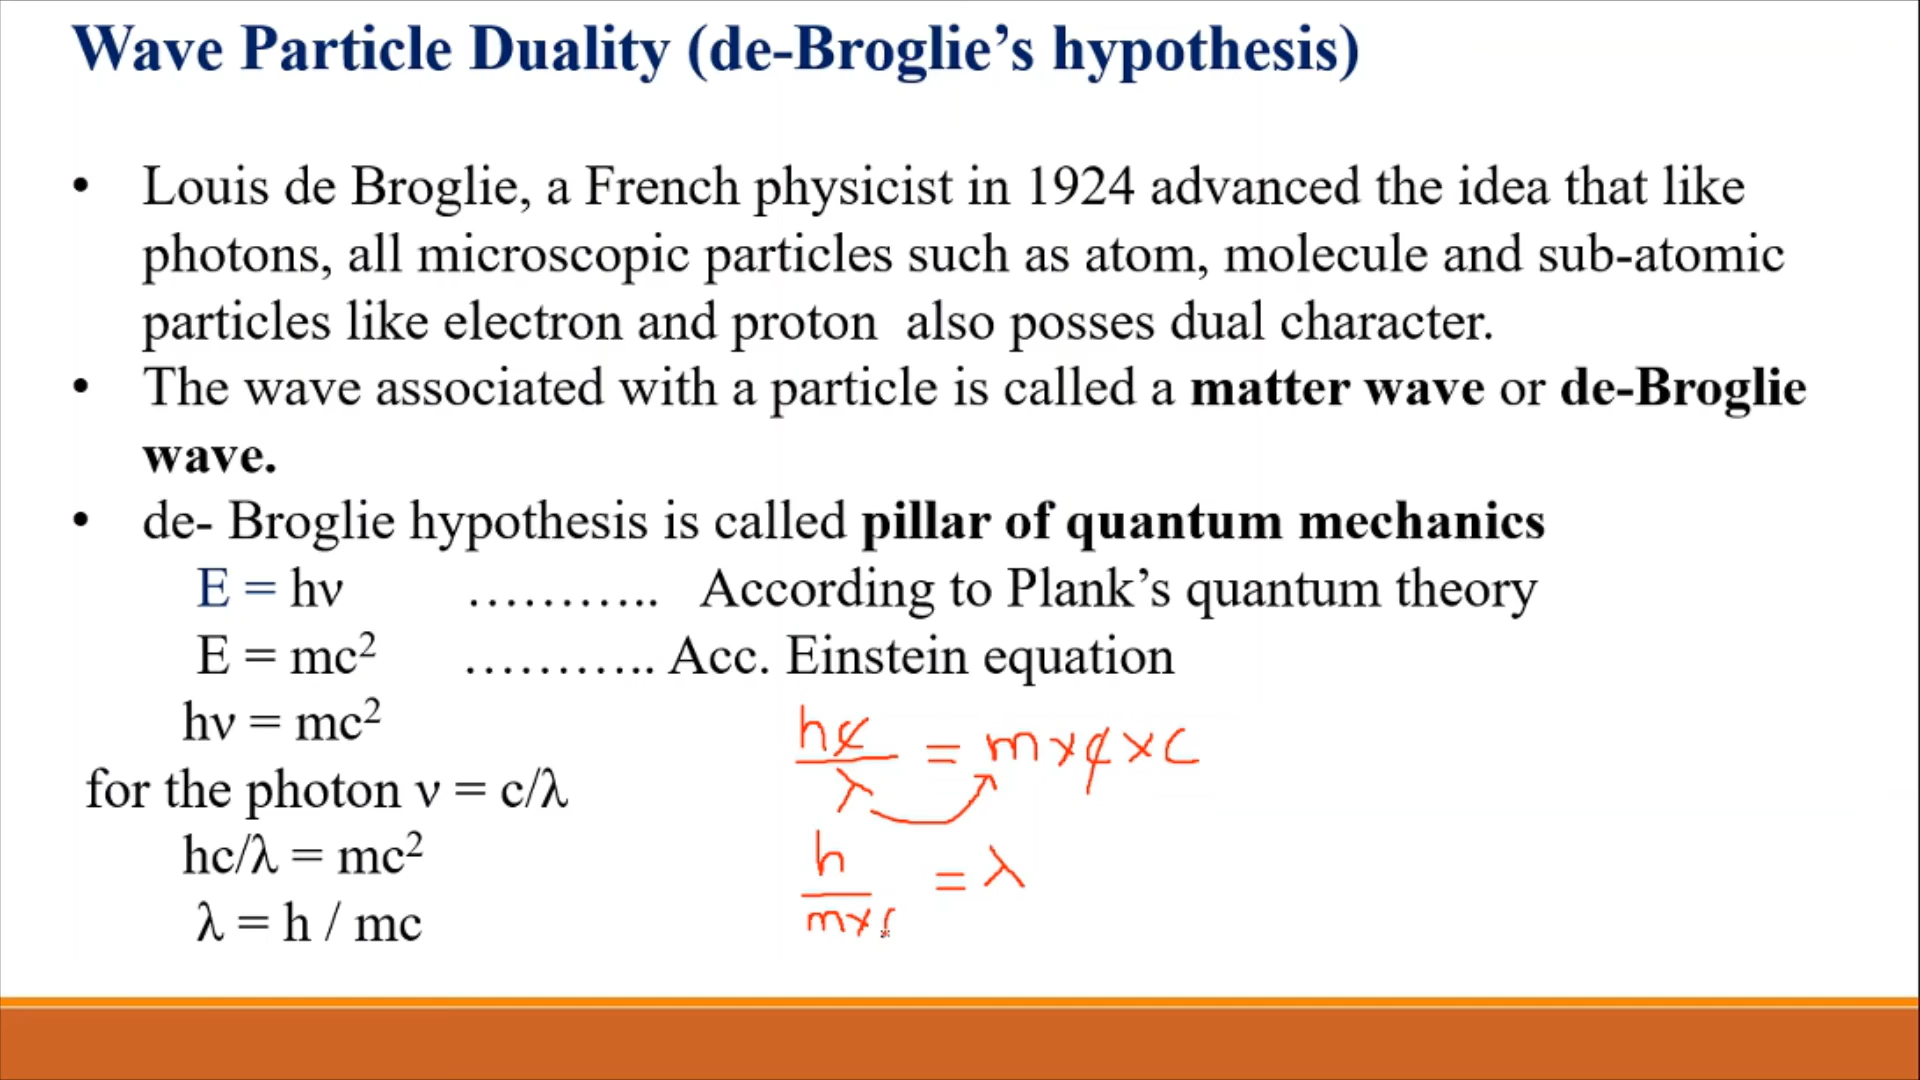 Wave Particle Duality (de-Broglie’s hypothesis)
• Louis de Broglie, a French physicist in 1924 advanced the idea that like
photons, all microscopic particles such as atom, molecule and sub-atomic
particles like electron and proton also posses dual character.
• The wave associated with a particle is called a matter wave or de-Broglie
wave.
• de- Broglie hypothesis is called pillar of quantum mechanics
E = hν ……….. According to Plank’s quantum theory
E = mc² ……….. Acc. Einstein equation
hν = mc²
for the photon ν = c/λ
hc/λ = mc²
λ = h / mc
hc/λ = m×c×c
h/m×c = λ